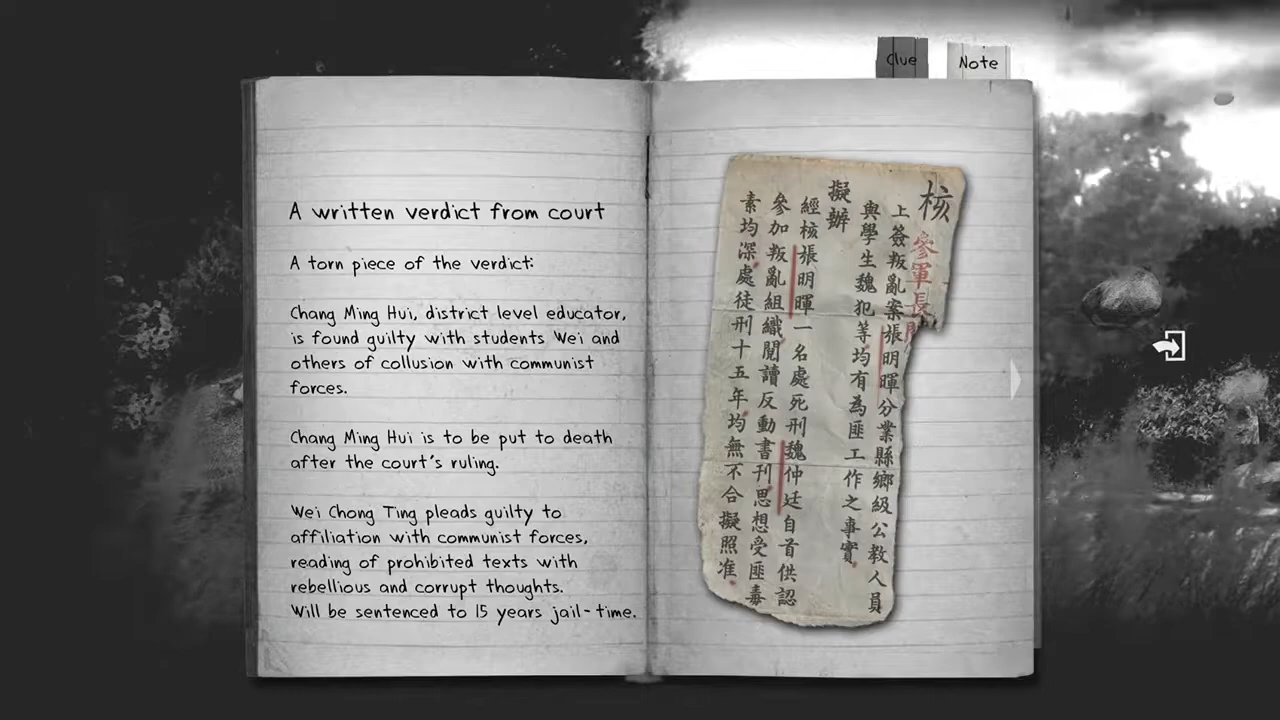 Clue
Note
A written verdict from court
A torn piece of the verdict:
Chang Ming Hui, district level educator,
is found guilty with students Wei and
others of collusion with communist
forces.
Chang Ming Hui is to be put to death
after the court's ruling.
Wei Chong Ting pleads guilty to
affiliation with communist forces,
reading of prohibited texts with
rebellious and corrupt thoughts.
Will be sentenced to 15 years jail-time.
核
參軍長
上簽叛亂案張明暉分業縣鄉級公教人員
與學生魏犯等均有為匪工作之事實
擬辦
經核張明暉一名處死刑魏仲廷自首供認
參加叛亂組織閱讀反動書刊思想受匪毒
素均深處徒刑十五年均無不合擬照准